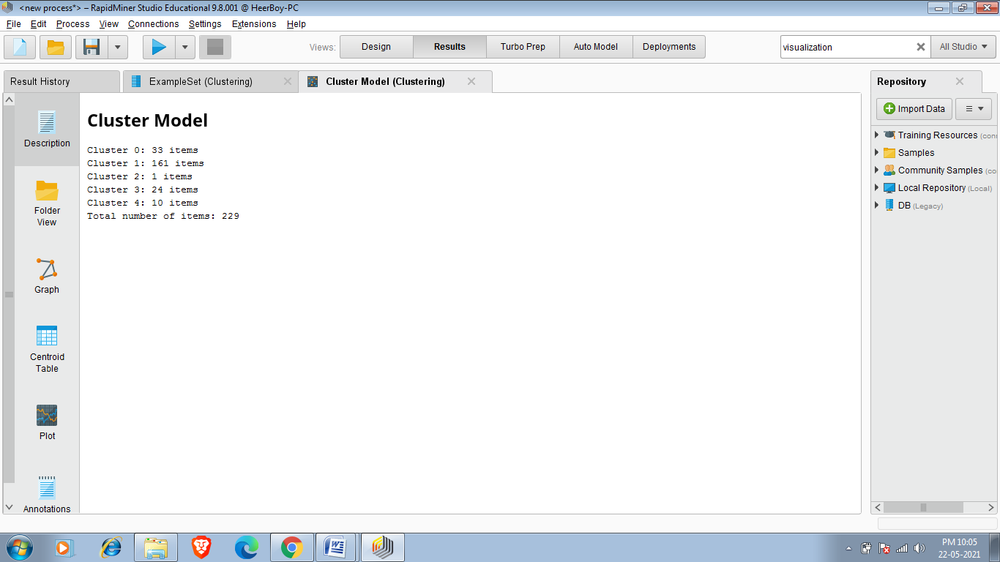 <new process*> – RapidMiner Studio Educational 9.8.001 @ HeerBoy-PC
File Edit Process View Connections Settings Extensions Help
Views: Design Results Turbo Prep Auto Model Deployments visualization All Studio
Result History ExampleSet (Clustering) Cluster Model (Clustering) Repository
Import Data
Description
Folder
View
Graph
Centroid
Table
Plot
Annotations
Cluster Model
Cluster 0: 33 items
Cluster 1: 161 items
Cluster 2: 1 items
Cluster 3: 24 items
Cluster 4: 10 items
Total number of items: 229
Training Resources (con
Samples
Community Samples (co
Local Repository (Local)
DB (Legacy)
PM 10:05
22-05-2021